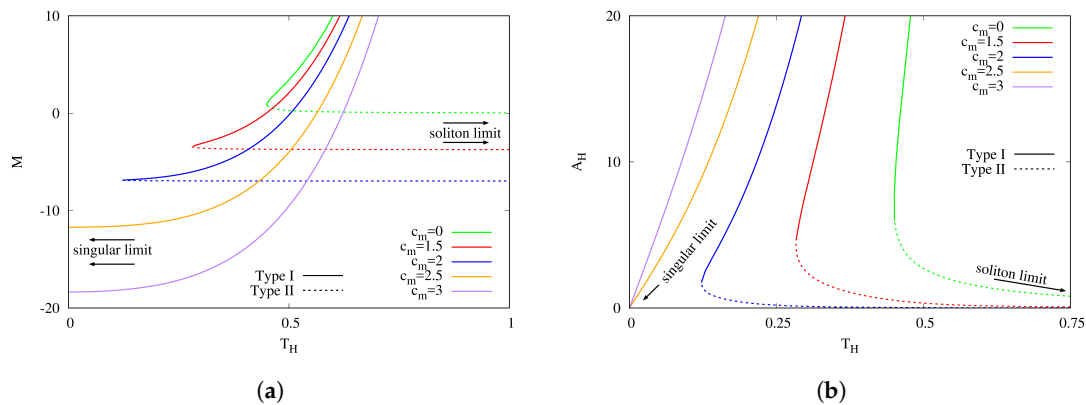 10
0
-10
-20
0
0.5
1
M
T_H
soliton limit
singular limit
Type I
Type II
c_m=0
c_m=1.5
c_m=2
c_m=2.5
c_m=3
(a)
20
10
0
0
0.25
0.5
0.75
A_H
T_H
c_m=0
c_m=1.5
c_m=2
c_m=2.5
c_m=3
Type I
Type II
singular limit
soliton limit
(b)